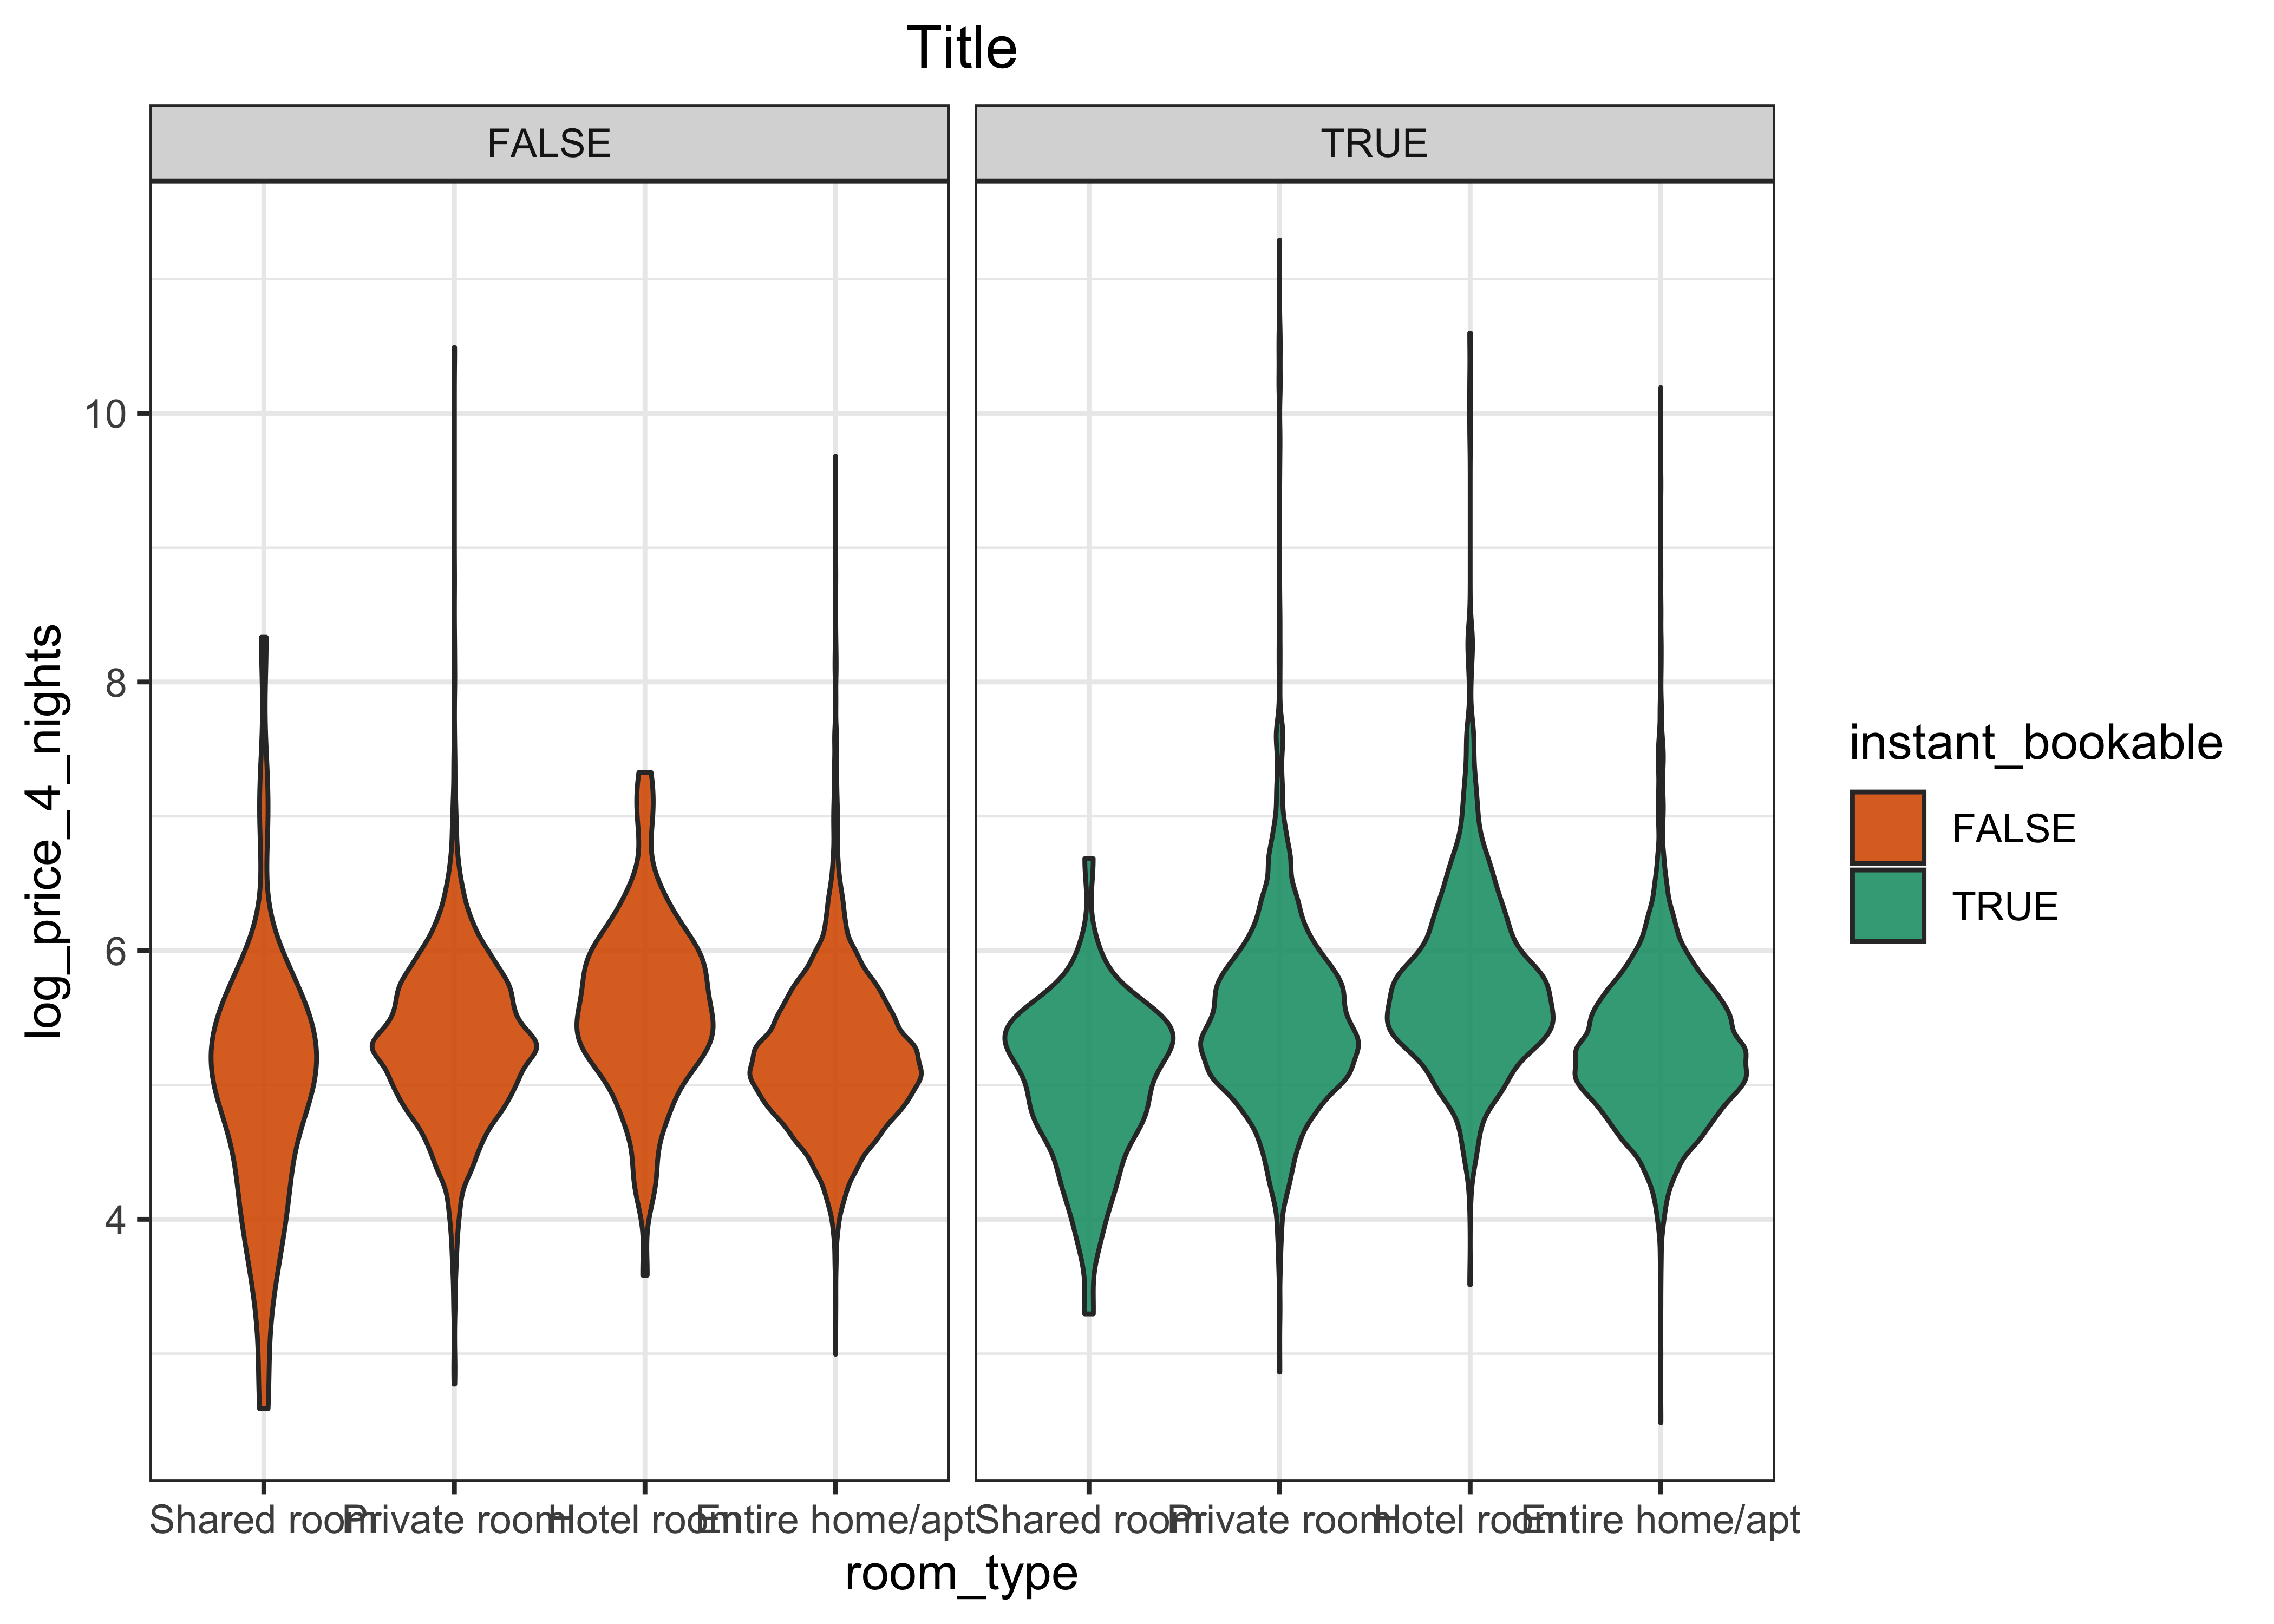 Title
FALSE TRUE
log_price_4_nights
10
8
6
4
Shared room Private room Hotel room Entire home/apt Shared room Private room Hotel room Entire home/apt
room_type
instant_bookable
FALSE
TRUE